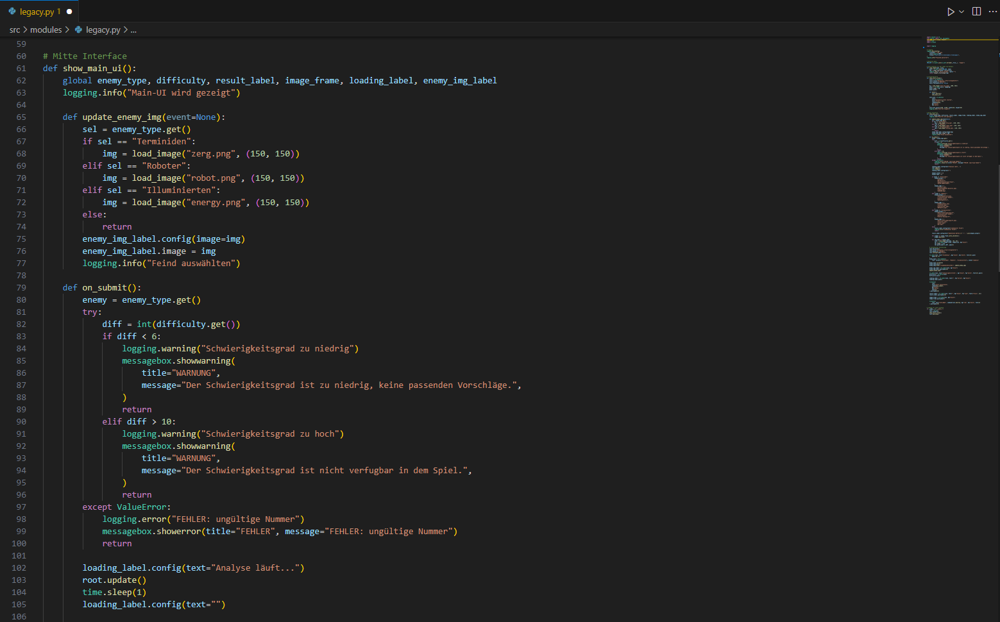 legacy.py 1
src > modules > legacy.py > ...
59
60 # Mitte Interface
61 def show_main_ui():
62     global enemy_type, difficulty, result_label, image_frame, loading_label, enemy_img_label
63     logging.info("Main-UI wird gezeigt")
64
65     def update_enemy_img(event=None):
66         sel = enemy_type.get()
67         if sel == "Terminiden":
68             img = load_image("zerg.png", (150, 150))
69         elif sel == "Roboter":
70             img = load_image("robot.png", (150, 150))
71         elif sel == "Illuminierten":
72             img = load_image("energy.png", (150, 150))
73         else:
74             return
75         enemy_img_label.config(image=img)
76         enemy_img_label.image = img
77         logging.info("Feind auswählten")
78
79     def on_submit():
80         enemy = enemy_type.get()
81         try:
82             diff = int(difficulty.get())
83             if diff < 6:
84                 logging.warning("Schwierigkeitsgrad zu niedrig")
85                 messagebox.showwarning(
86                     title="WARNUNG",
87                     message="Der Schwierigkeitsgrad ist zu niedrig, keine passenden Vorschläge.",
88                 )
89                 return
90             elif diff > 10:
91                 logging.warning("Schwierigkeitsgrad zu hoch")
92                 messagebox.showwarning(
93                     title="WARNUNG",
94                     message="Der Schwierigkeitsgrad ist nicht verfugbar in dem Spiel.",
95                 )
96                 return
97         except ValueError:
98             logging.error("FEHLER: ungültige Nummer")
99             messagebox.showerror(title="FEHLER", message="FEHLER: ungültige Nummer")
100             return
101
102         loading_label.config(text="Analyse läuft...")
103         root.update()
104         time.sleep(1)
105         loading_label.config(text="")
106